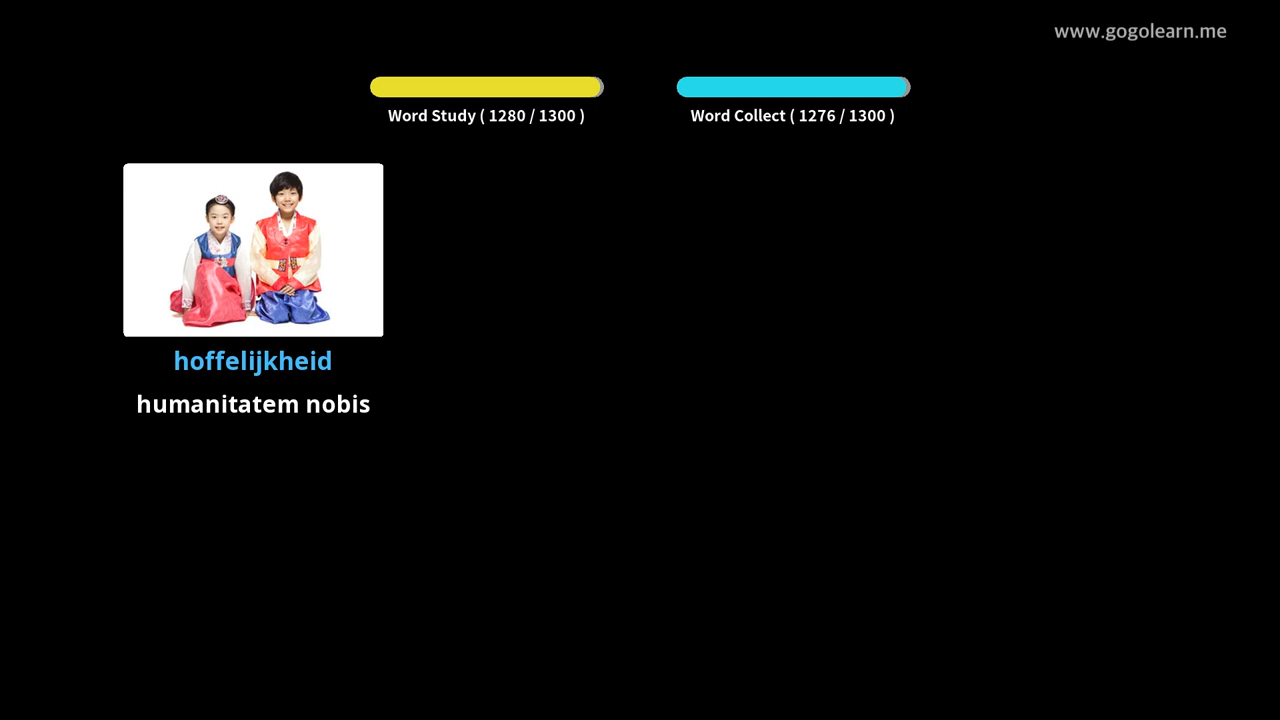 www.gogolearn.me
Word Study ( 1280 / 1300 )
Word Collect ( 1276 / 1300 )
hoffelijkheid
humanitatem nobis